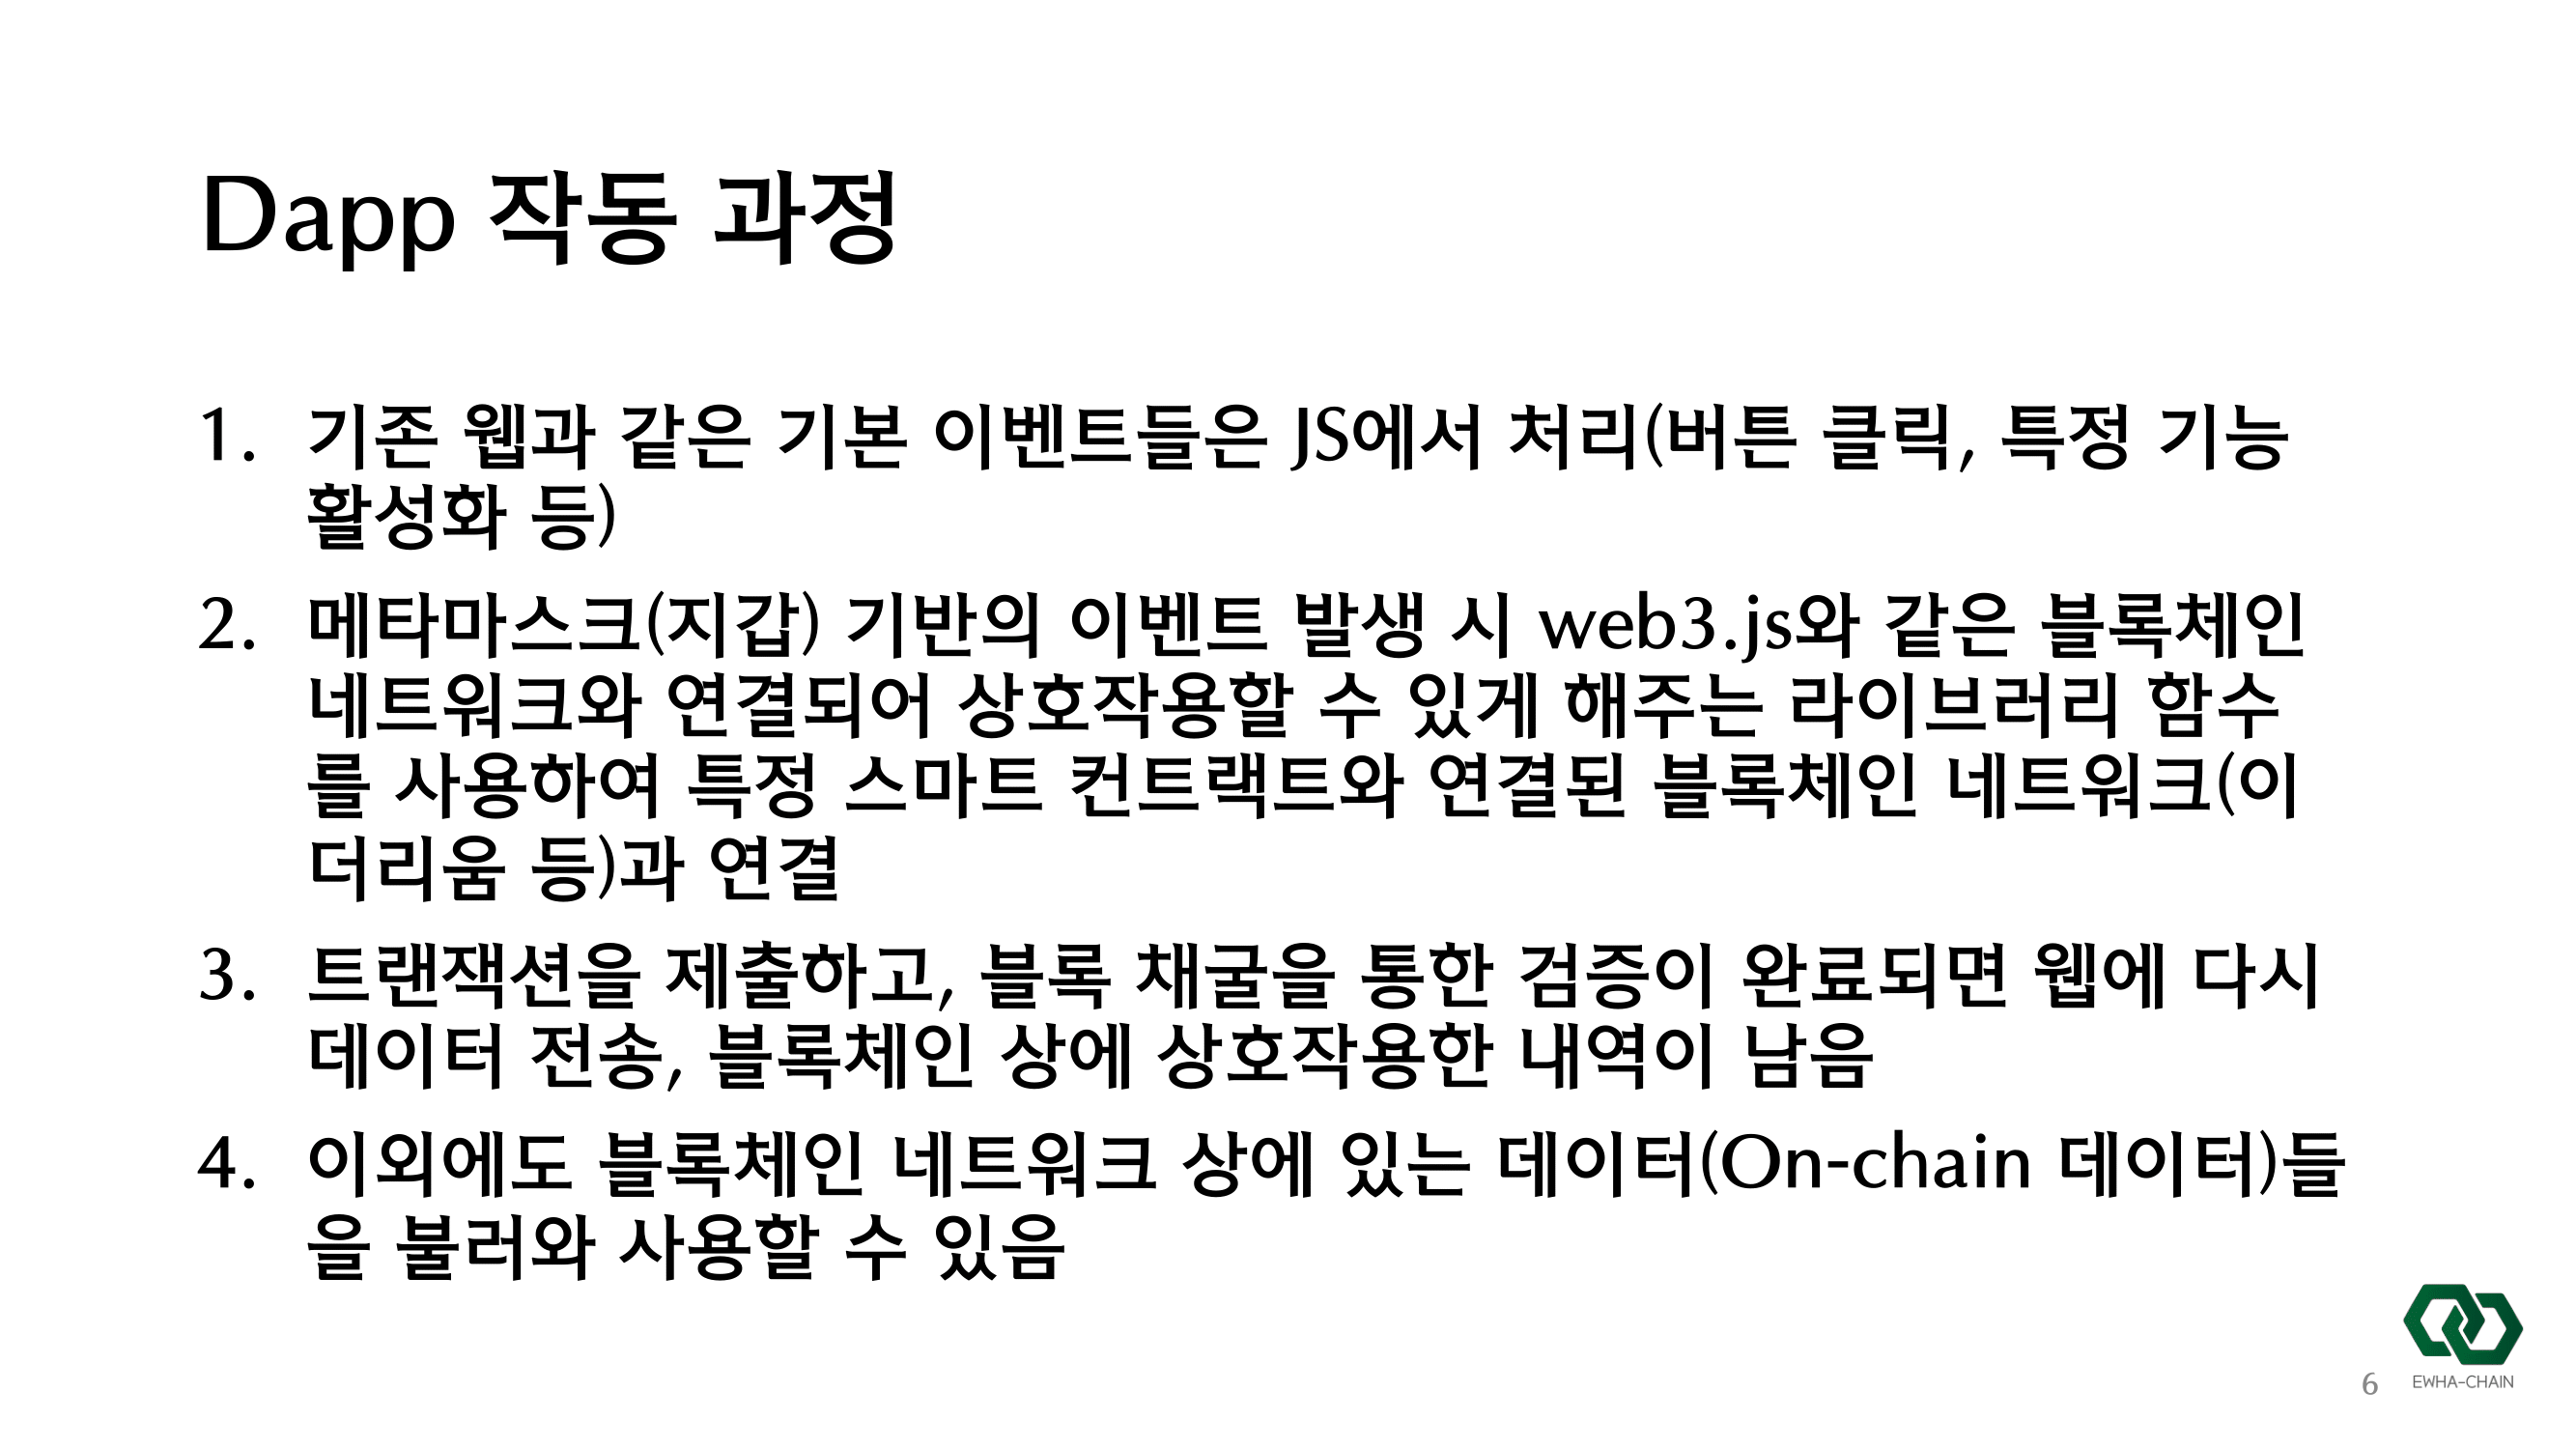 Dapp 작동 과정
1. 기존 웹과 같은 기본 이벤트들은 JS에서 처리(버튼 클릭, 특정 기능
활성화 등)
2. 메타마스크(지갑) 기반의 이벤트 발생 시 web3.js와 같은 블록체인
네트워크와 연결되어 상호작용할 수 있게 해주는 라이브러리 함수
를 사용하여 특정 스마트 컨트랙트와 연결된 블록체인 네트워크(이
더리움 등)과 연결
3. 트랜잭션을 제출하고, 블록 채굴을 통한 검증이 완료되면 웹에 다시
데이터 전송, 블록체인 상에 상호작용한 내역이 남음
4. 이외에도 블록체인 네트워크 상에 있는 데이터(On-chain 데이터)들
을 불러와 사용할 수 있음
6
EWHA-CHAIN